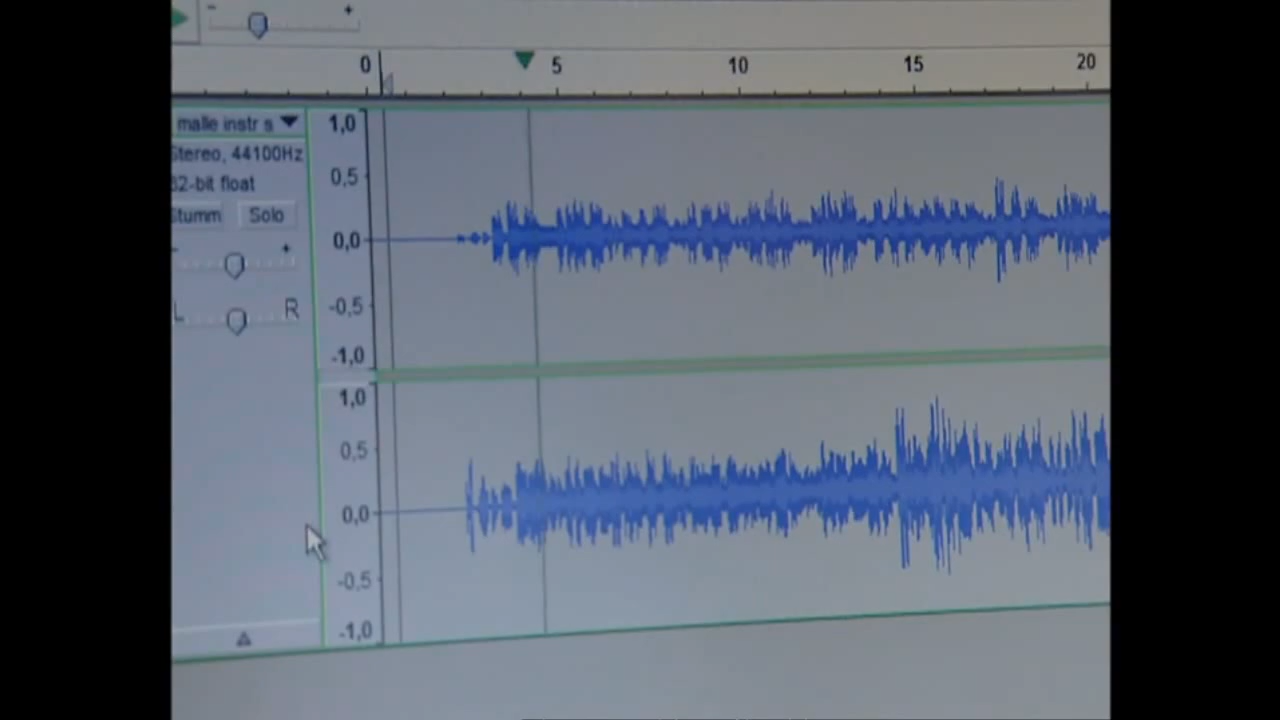 - +
0 5 10 15 20
malle instr s
Stereo, 44100Hz
32-bit float
Stumm Solo
- +
L R
1,0
0,5
0,0
-0,5
-1,0
1,0
0,5
0,0
-0,5
-1,0